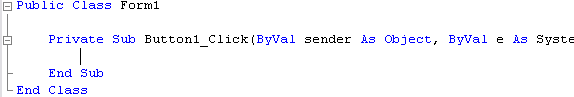 Public Class Form1
Private Sub Button1_Click(ByVal sender As Object, ByVal e As Syste
End Sub
End Class